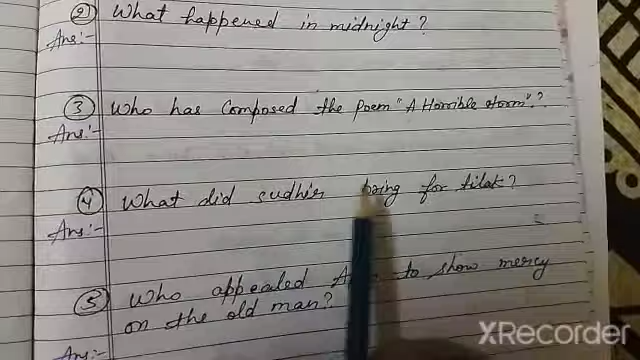 2) What happened in midnight?
Ans:-
3) Who has Composed the poem "A Horrible storm".?
Ans:-
4) What did sudhir bring for tilak?
Ans:-
5) Who appealed to show mercy
on the old man?
Ans:-
XRecorder